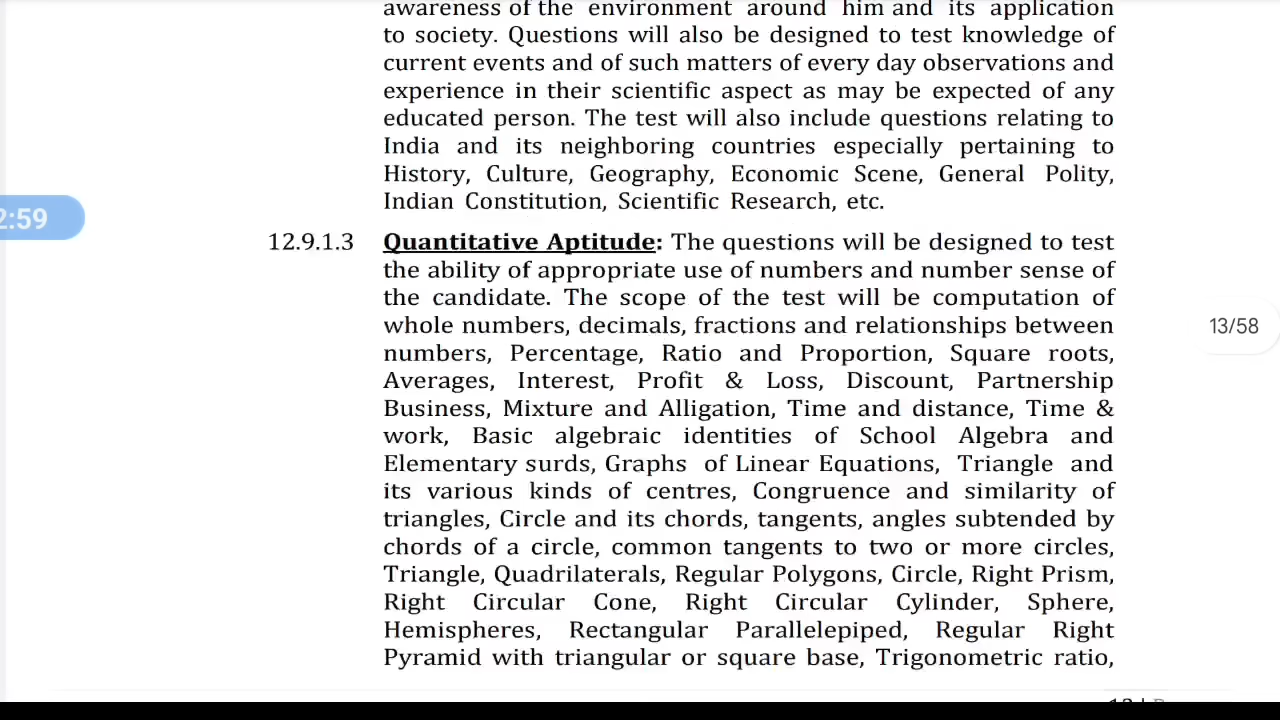 awareness of the environment around him and its application
to society. Questions will also be designed to test knowledge of
current events and of such matters of every day observations and
experience in their scientific aspect as may be expected of any
educated person. The test will also include questions relating to
India and its neighboring countries especially pertaining to
History, Culture, Geography, Economic Scene, General Polity,
Indian Constitution, Scientific Research, etc.
2:59
12.9.1.3 Quantitative Aptitude: The questions will be designed to test
the ability of appropriate use of numbers and number sense of
the candidate. The scope of the test will be computation of
whole numbers, decimals, fractions and relationships between
numbers, Percentage, Ratio and Proportion, Square roots,
Averages, Interest, Profit & Loss, Discount, Partnership
Business, Mixture and Alligation, Time and distance, Time &
work, Basic algebraic identities of School Algebra and
Elementary surds, Graphs of Linear Equations, Triangle and
its various kinds of centres, Congruence and similarity of
triangles, Circle and its chords, tangents, angles subtended by
chords of a circle, common tangents to two or more circles,
Triangle, Quadrilaterals, Regular Polygons, Circle, Right Prism,
Right Circular Cone, Right Circular Cylinder, Sphere,
Hemispheres, Rectangular Parallelepiped, Regular Right
Pyramid with triangular or square base, Trigonometric ratio,
13/58